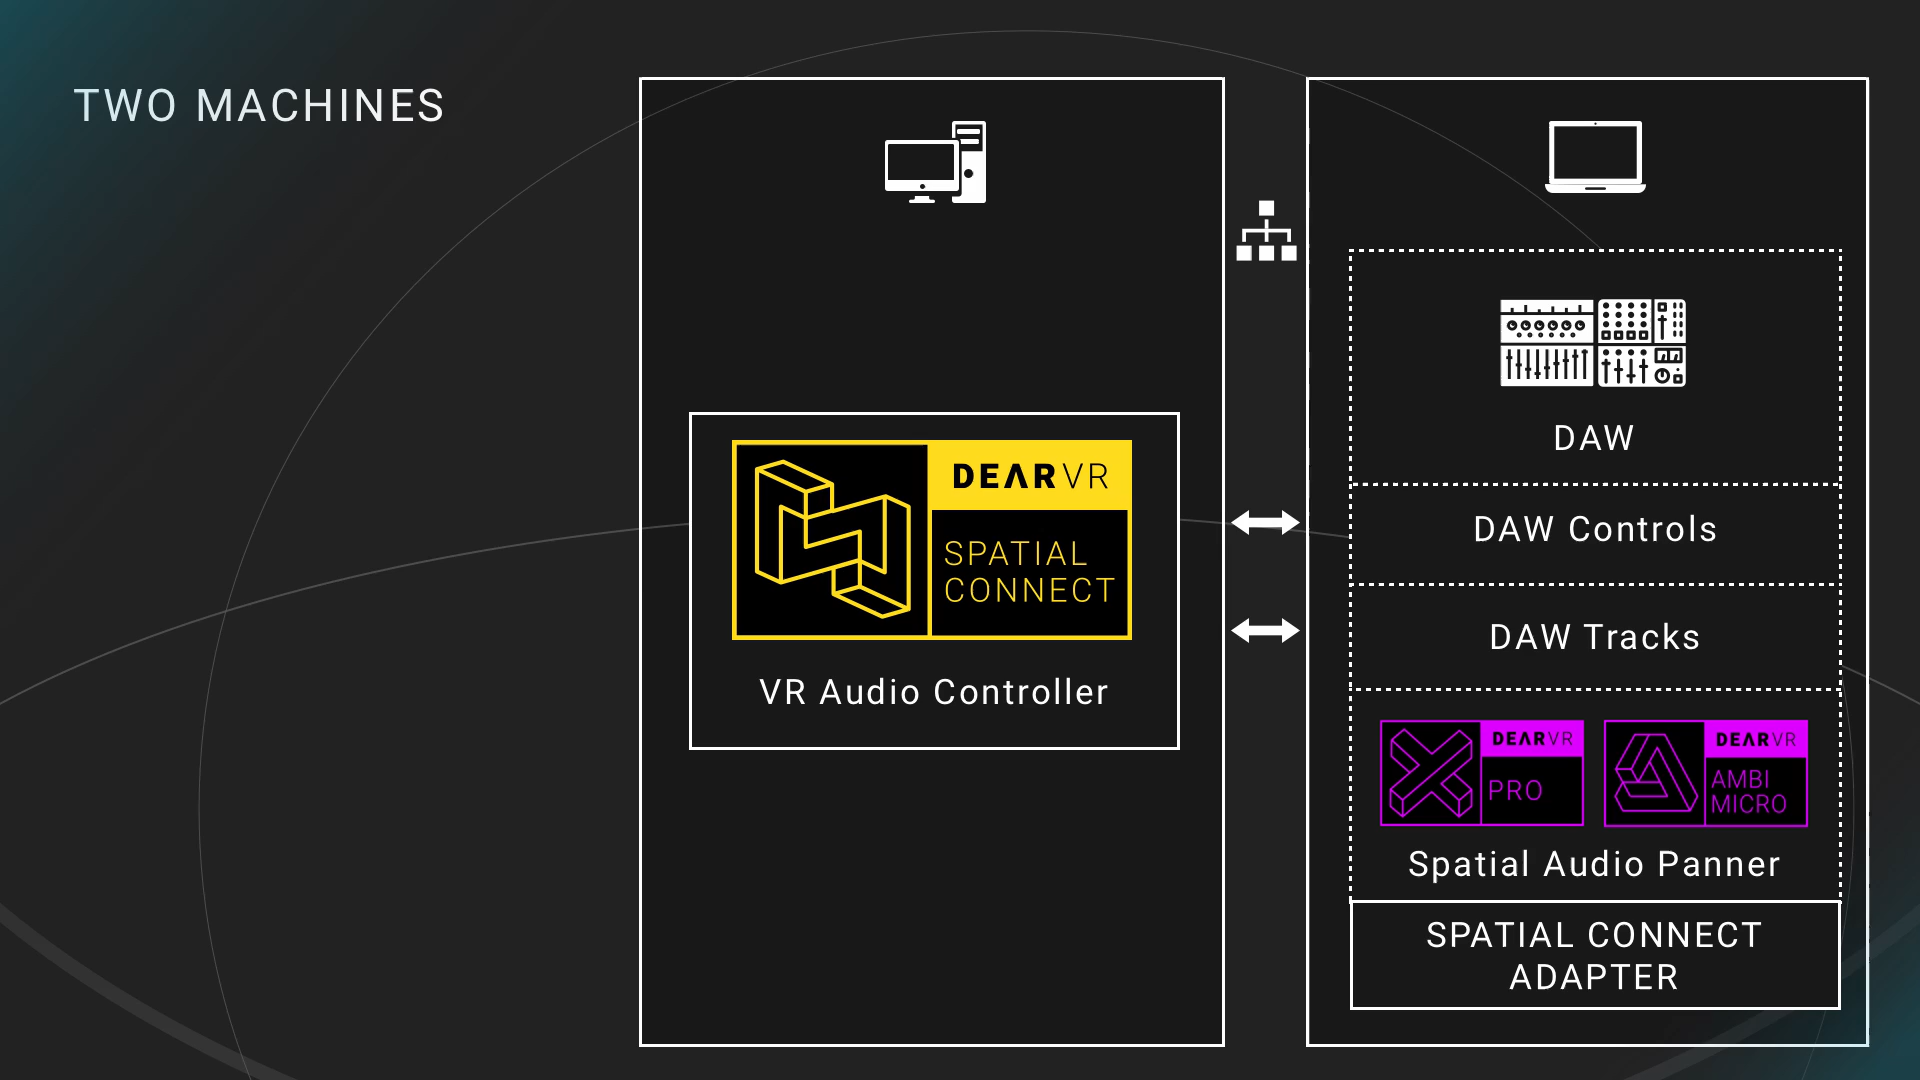 TWO MACHINES
DEARVR
SPATIAL
CONNECT
VR Audio Controller
DAW
DAW Controls
DAW Tracks
DEARVR
PRO
DEARVR
AMBI
MICRO
Spatial Audio Panner
SPATIAL CONNECT
ADAPTER